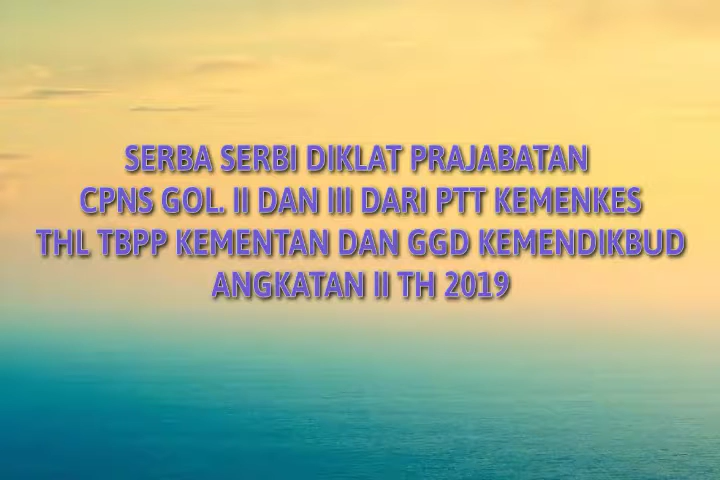 SERBA SERBI DIKLAT PRAJABATAN
CPNS GOL. II DAN III DARI PTT KEMENKES
THL TBPP KEMENTAN DAN GGD KEMENDIKBUD
ANGKATAN II TH 2019